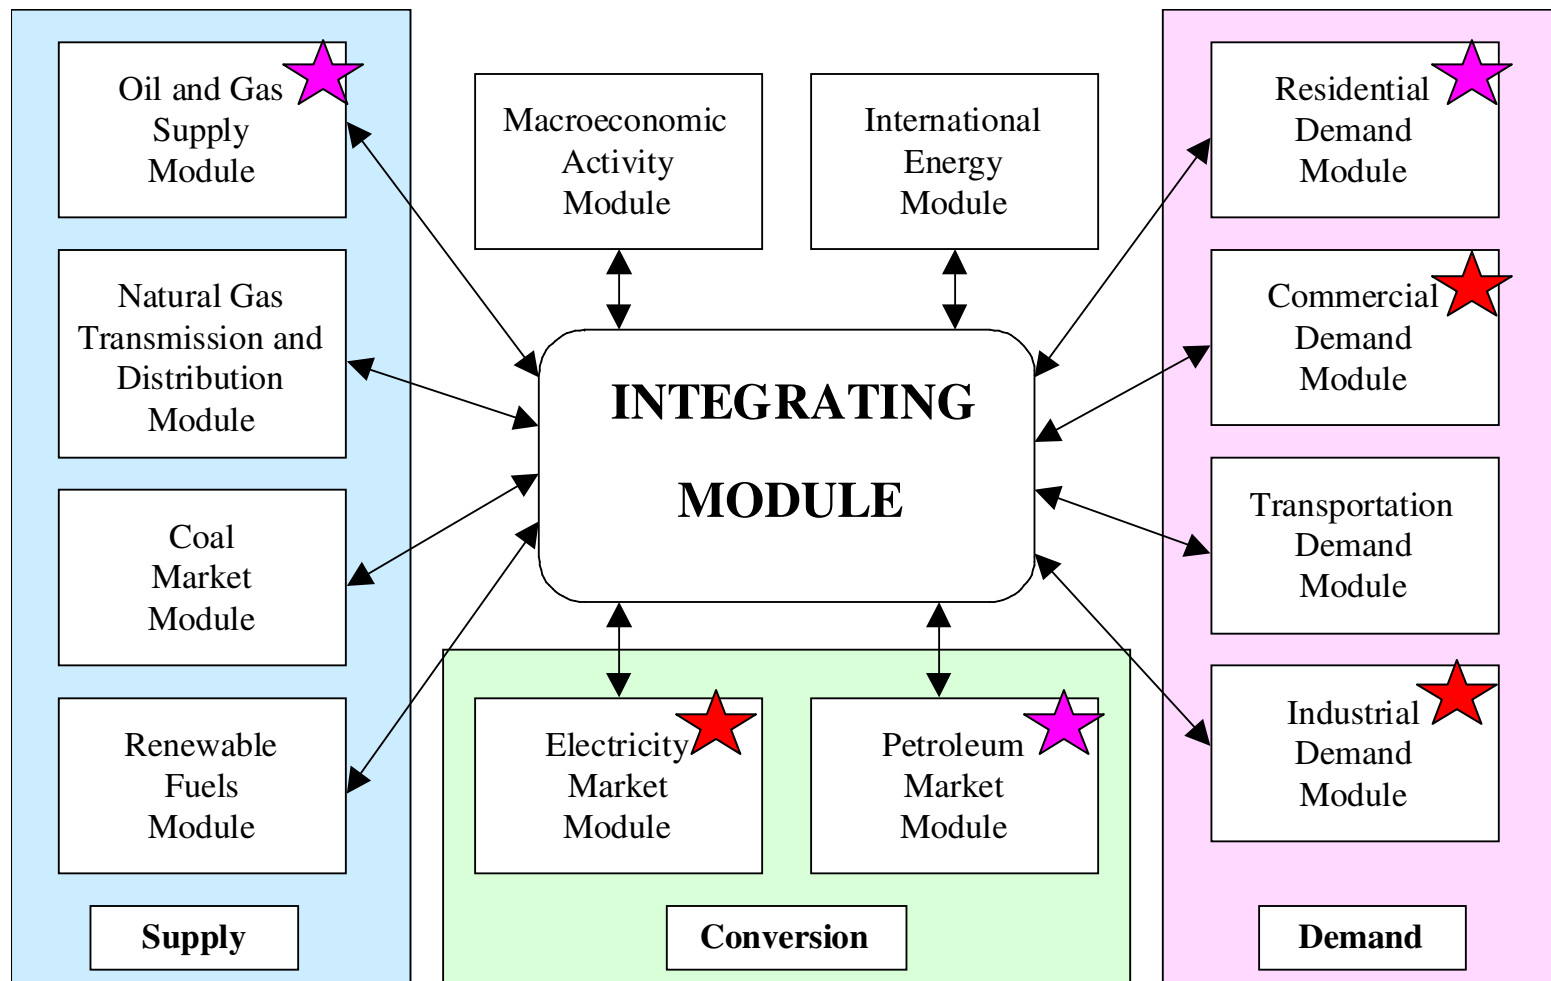 Oil and Gas
Supply
Module
Natural Gas
Transmission and
Distribution
Module
Coal
Market
Module
Renewable
Fuels
Module
Supply
Macroeconomic
Activity
Module
International
Energy
Module
INTEGRATING
MODULE
Electricity
Market
Module
Petroleum
Market
Module
Conversion
Residential
Demand
Module
Commercial
Demand
Module
Transportation
Demand
Module
Industrial
Demand
Module
Demand